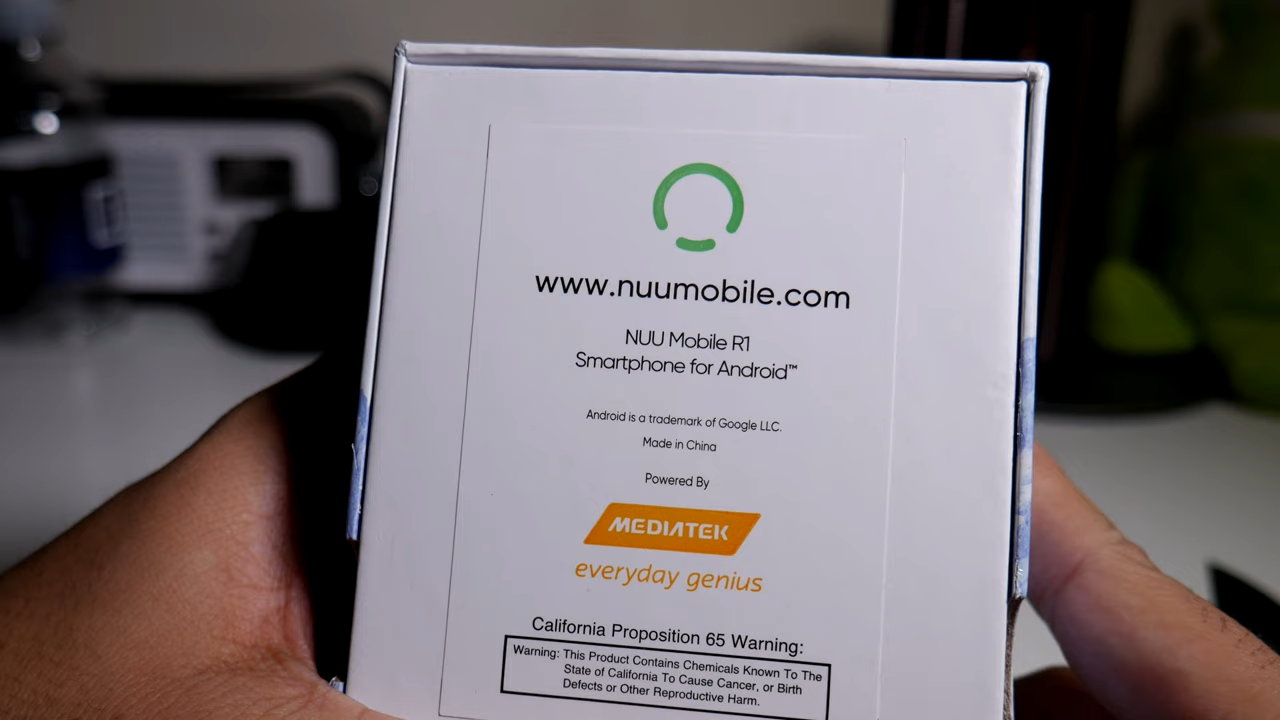 www.nuumobile.com
NUU Mobile R1
Smartphone for Android™
Android is a trademark of Google LLC.
Made in China
Powered By
MEDIATEK
everyday genius
California Proposition 65 Warning:
Warning: This Product Contains Chemicals Known To The
State of California To Cause Cancer, or Birth
Defects or Other Reproductive Harm.